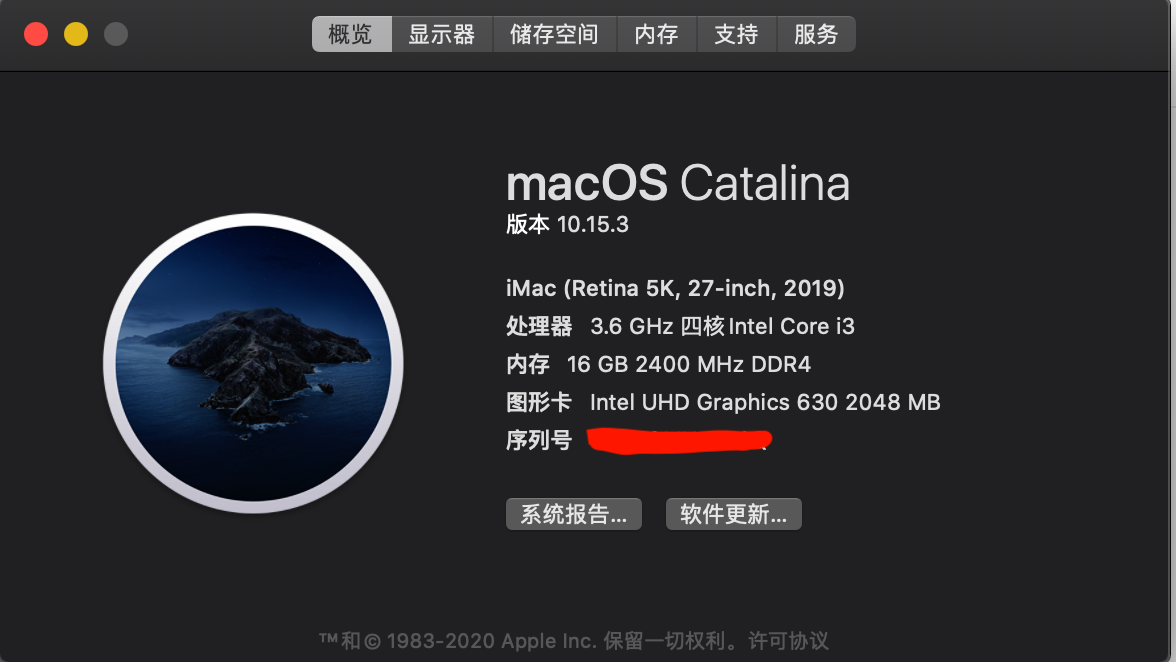 概览 显示器 储存空间 内存 支持 服务
macOS Catalina
版本 10.15.3
iMac (Retina 5K, 27-inch, 2019)
处理器 3.6 GHz 四核Intel Core i3
内存 16 GB 2400 MHz DDR4
图形卡 Intel UHD Graphics 630 2048 MB
序列号
系统报告... 软件更新...
™和© 1983-2020 Apple Inc. 保留一切权利。许可协议